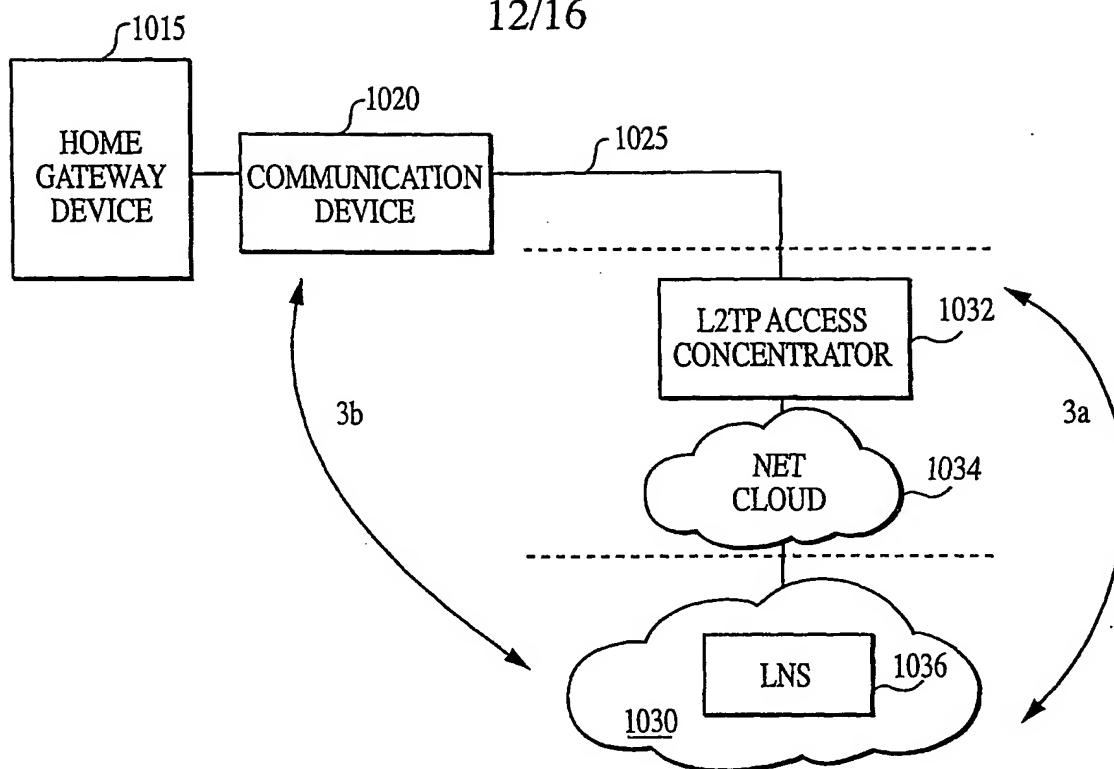 12/16
1015
HOME
GATEWAY
DEVICE
1020
COMMUNICATION
DEVICE
1025
L2TP ACCESS
CONCENTRATOR
1032
3b
3a
NET
CLOUD
1034
LNS
1036
1030